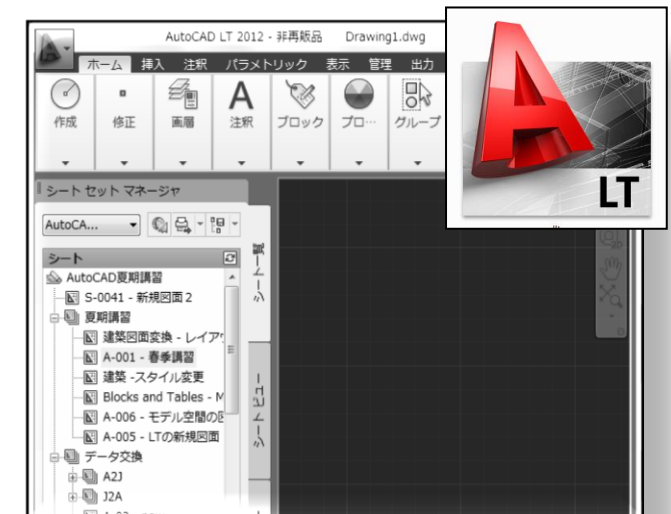 AutoCAD LT 2012 - 非再販品 Drawing1.dwg
ホーム 挿入 注釈 パラメトリック 表示 管理 出力
A
作成 修正 画層 注釈 ブロック プロ… グループ
LT
シート セット マネージャ
AutoCA...
シート
シート一覧
AutoCAD夏期講習
S-0041 - 新規図面 2
夏期講習
建築図面変換 - レイアウ
A-001 - 春季講習
建築 -スタイル変更
シートビュー
Blocks and Tables - M
A-006 - モデル空間の図
A-005 - LTの新規図面
データ交換
A2J
J2A